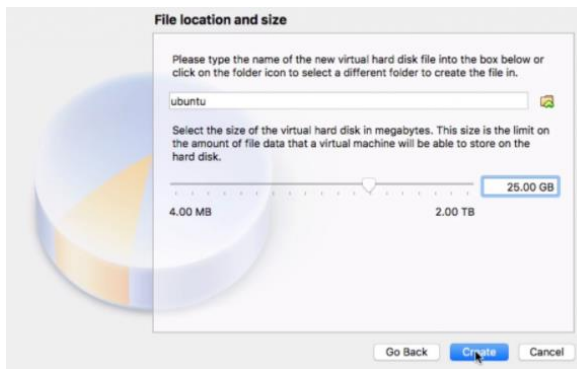 File location and size
Please type the name of the new virtual hard disk file into the box below or
click on the folder icon to select a different folder to create the file in.
ubuntu
Select the size of the virtual hard disk in megabytes. This size is the limit on
the amount of file data that a virtual machine will be able to store on the
hard disk.
25.00 GB
4.00 MB 2.00 TB
Go Back Create Cancel